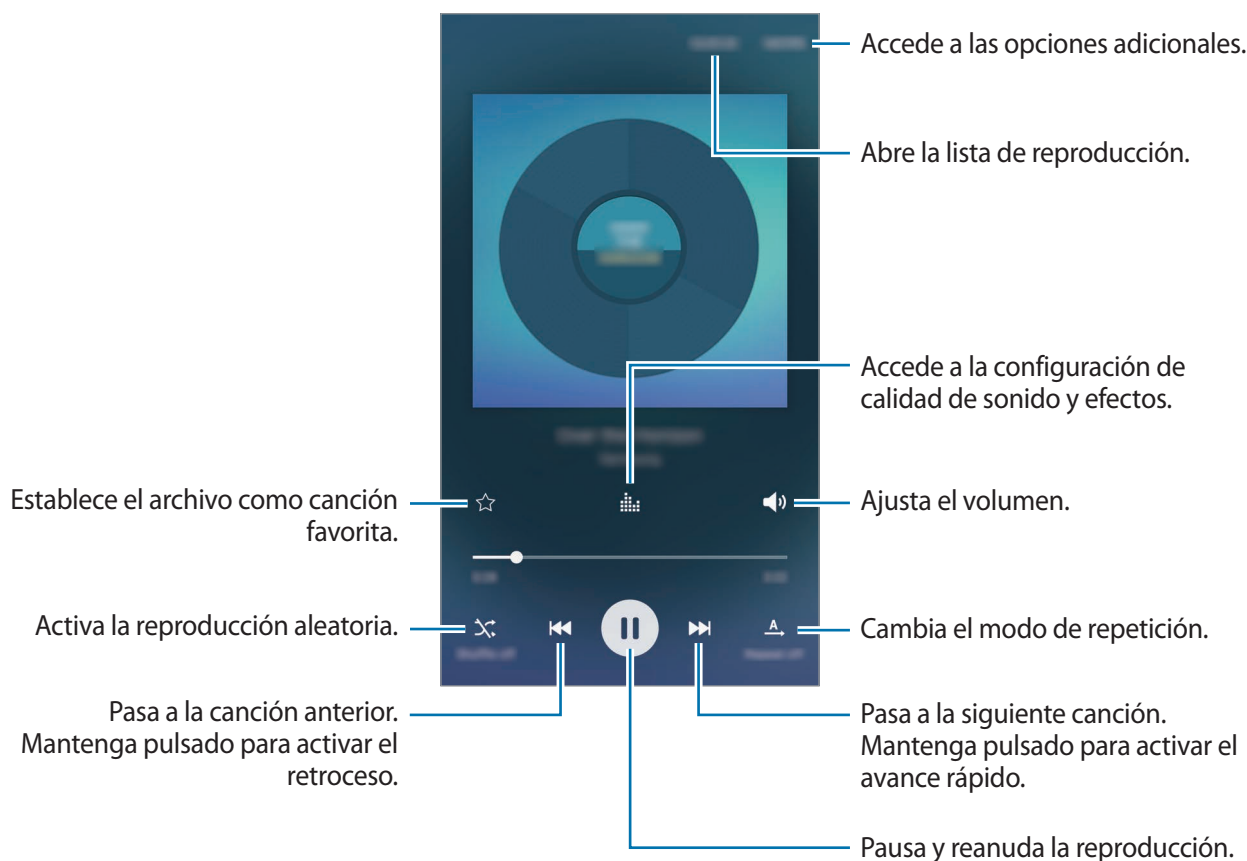 Accede a las opciones adicionales.
Abre la lista de reproducción.
Accede a la configuración de
calidad de sonido y efectos.
Establece el archivo como canción
favorita.
Ajusta el volumen.
Activa la reproducción aleatoria.
A
Cambia el modo de repetición.
Pasa a la canción anterior.
Mantenga pulsado para activar el
retroceso.
Pasa a la siguiente canción.
Mantenga pulsado para activar el
avance rápido.
Pausa y reanuda la reproducción.